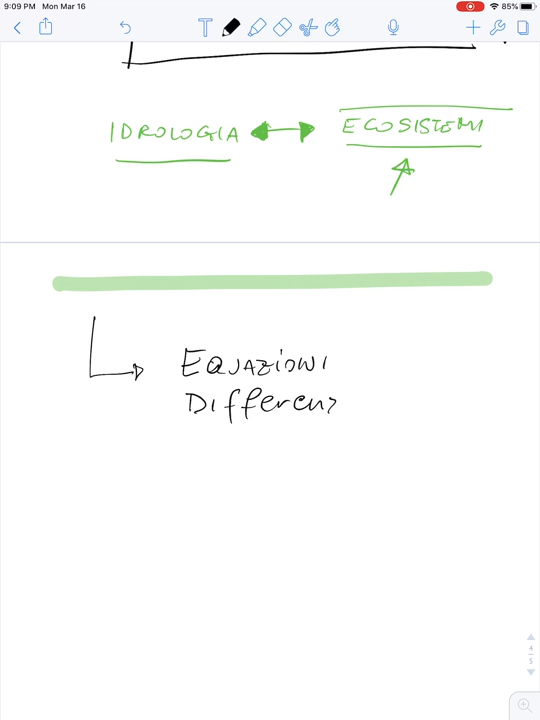 9:09 PM Mon Mar 16
85%
IDROLOGIA ECOSISTEMI
EQUAZIONI
DIFFERENZ
4
5